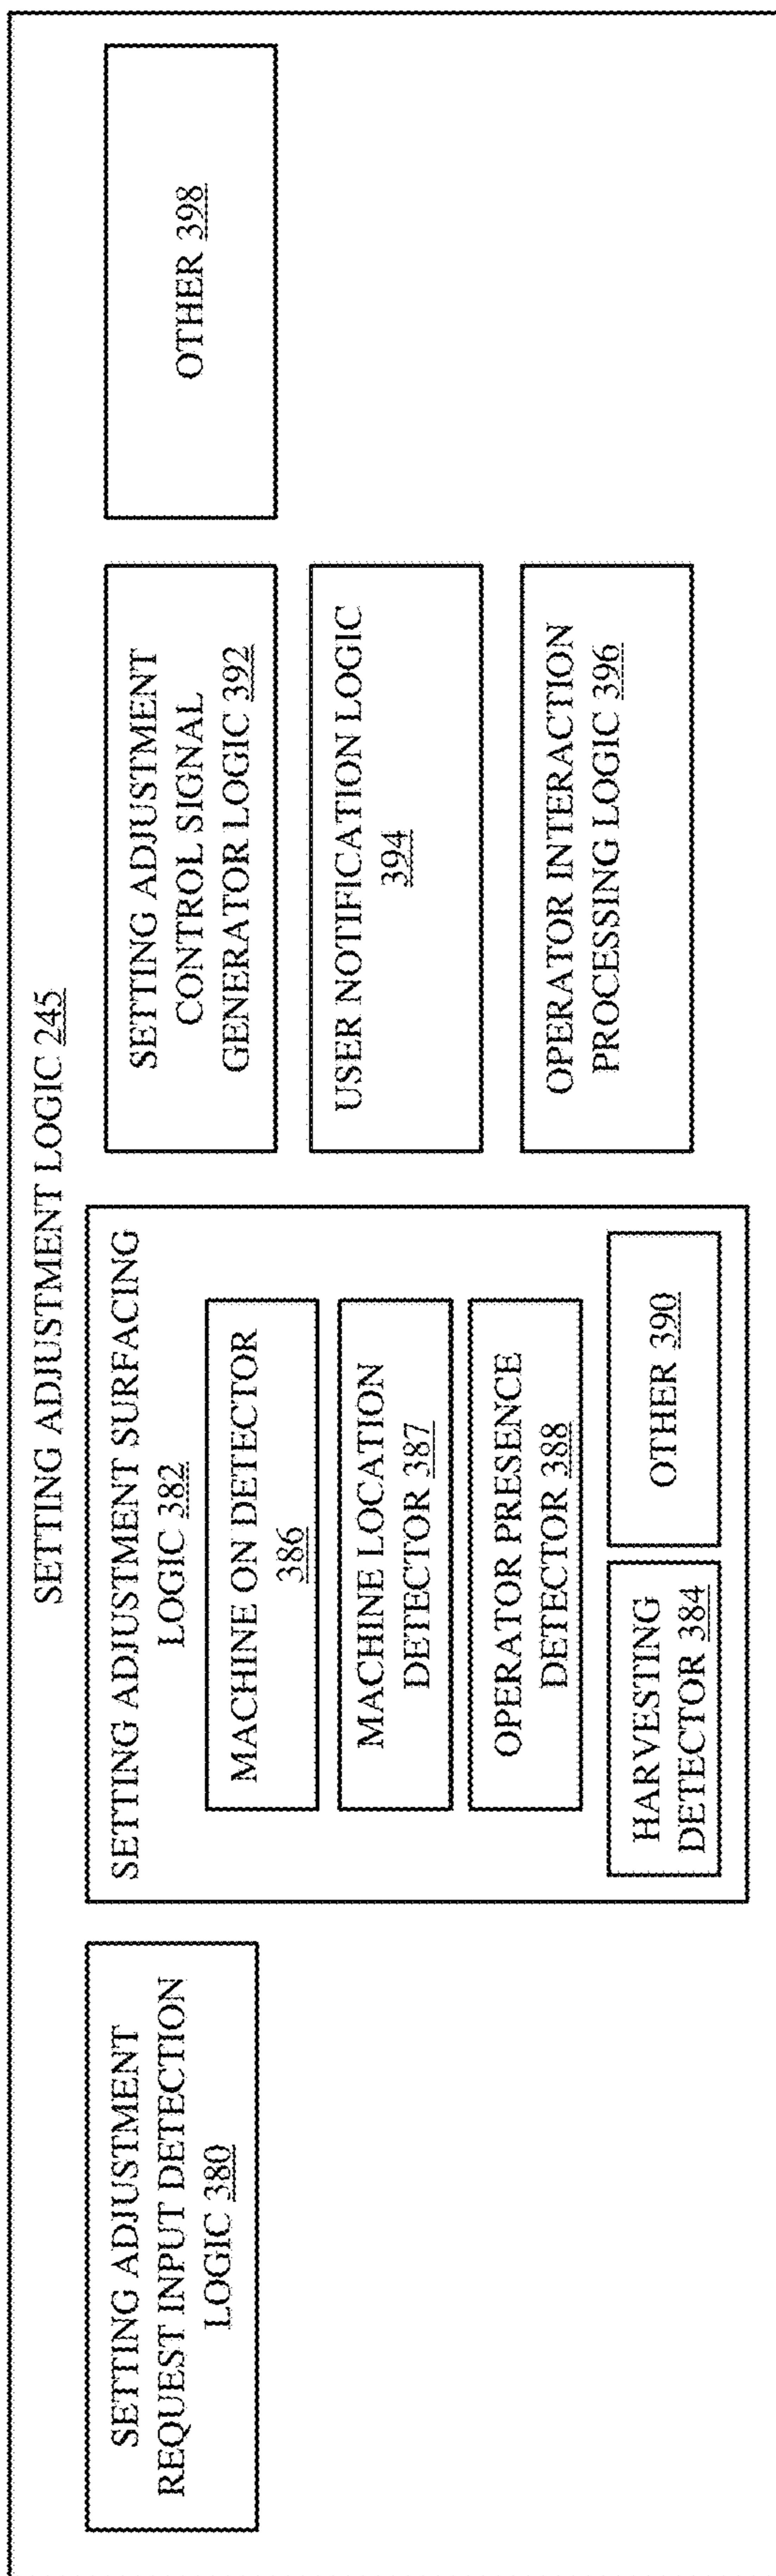 SETTING ADJUSTMENT LOGIC 245
SETTING ADJUSTMENT
REQUEST INPUT DETECTION
LOGIC 380
SETTING ADJUSTMENT SURFACING
LOGIC 382
MACHINE ON DETECTOR
386
MACHINE LOCATION
DETECTOR 387
OPERATOR PRESENCE
DETECTOR 388
HARVESTING
DETECTOR 384
OTHER 390
SETTING ADJUSTMENT
CONTROL SIGNAL
GENERATOR LOGIC 392
USER NOTIFICATION LOGIC
394
OPERATOR INTERACTION
PROCESSING LOGIC 396
OTHER 398